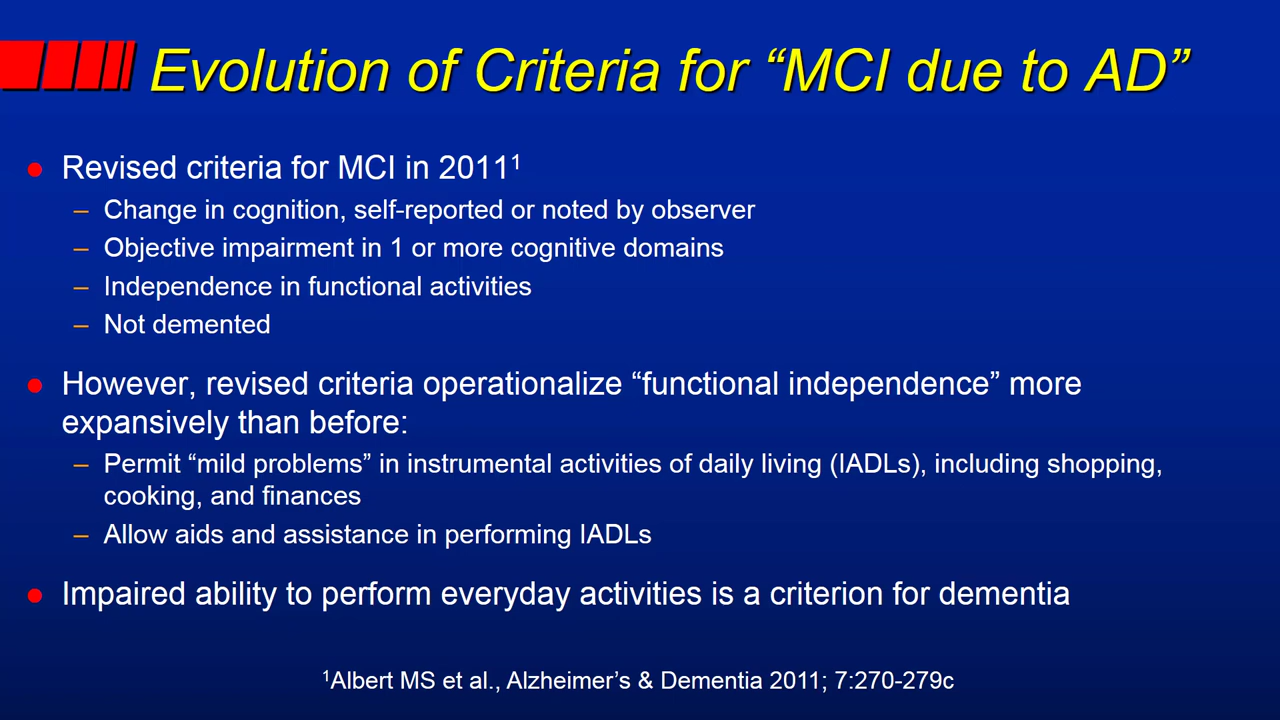 Evolution of Criteria for “MCI due to AD”
● Revised criteria for MCI in 2011¹
– Change in cognition, self-reported or noted by observer
– Objective impairment in 1 or more cognitive domains
– Independence in functional activities
– Not demented
● However, revised criteria operationalize “functional independence” more
expansively than before:
– Permit “mild problems” in instrumental activities of daily living (IADLs), including shopping,
cooking, and finances
– Allow aids and assistance in performing IADLs
● Impaired ability to perform everyday activities is a criterion for dementia
¹Albert MS et al., Alzheimer’s & Dementia 2011; 7:270-279c